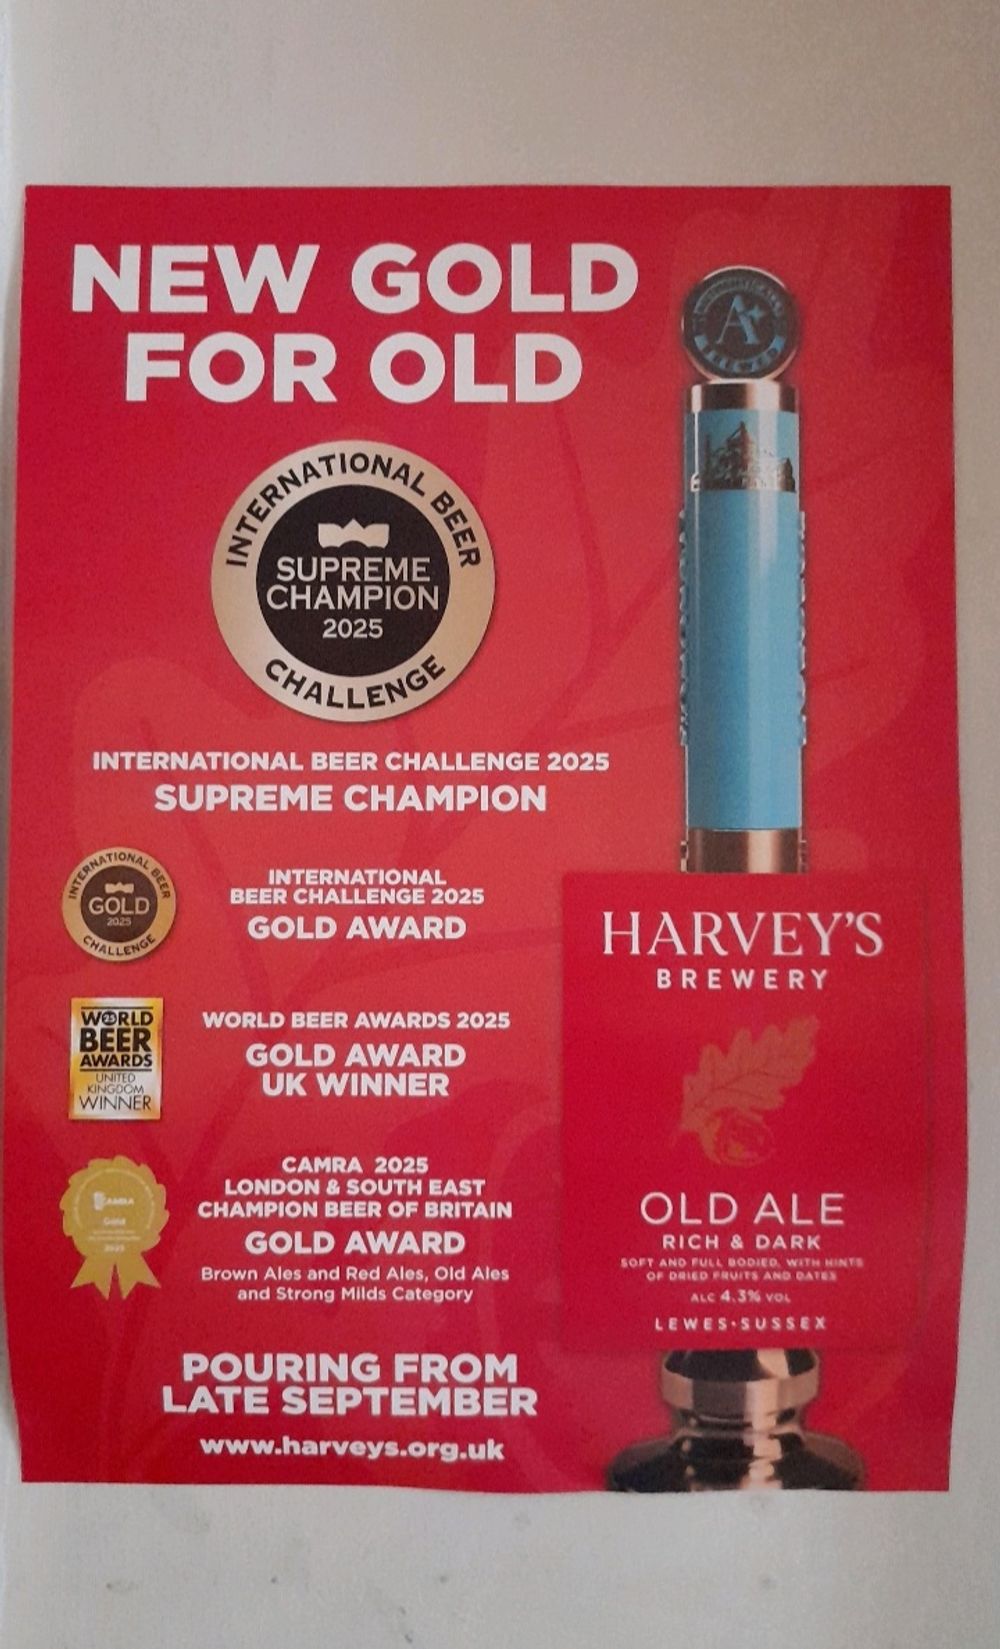 NEW GOLD
FOR OLD
INTERNATIONAL BEER
SUPREME
CHAMPION
2025
CHALLENGE
INTERNATIONAL BEER CHALLENGE 2025
SUPREME CHAMPION
INTERNATIONAL BEER
GOLD
2025
CHALLENGE
INTERNATIONAL
BEER CHALLENGE 2025
GOLD AWARD
WORLD
BEER
AWARDS
UNITED
KINGDOM
WINNER
WORLD BEER AWARDS 2025
GOLD AWARD
UK WINNER
CAMRA
Gold
2025
CAMRA 2025
LONDON & SOUTH EAST
CHAMPION BEER OF BRITAIN
GOLD AWARD
Brown Ales and Red Ales, Old Ales
and Strong Milds Category
POURING FROM
LATE SEPTEMBER
www.harveys.org.uk
A+
BREWED
HARVEY'S
BREWERY
OLD ALE
RICH & DARK
SOFT AND FULL BODIED, WITH HINTS
OF DRIED FRUITS AND DATES
ALC 4.3% VOL
LEWES·SUSSEX